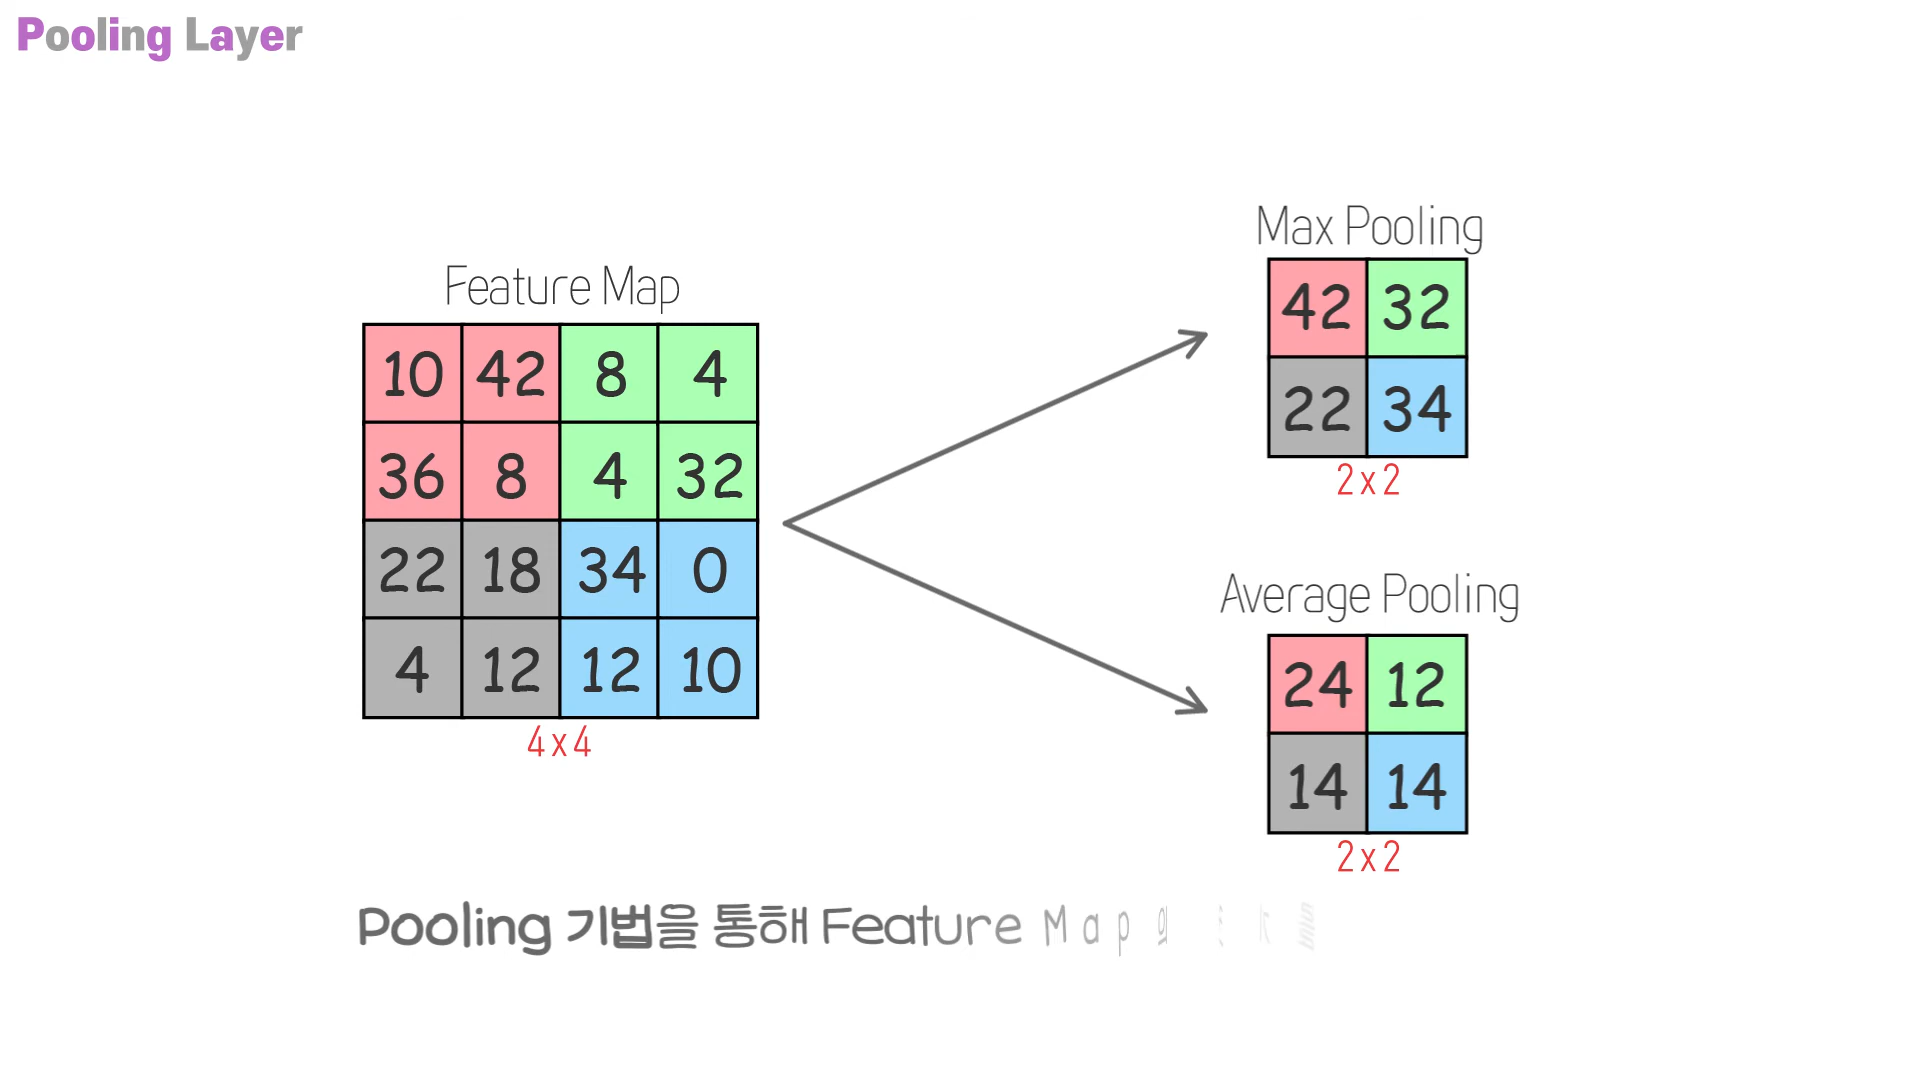 Pooling Layer
Feature Map
10 42 8 4
36 8 4 32
22 18 34 0
4 12 12 10
4x4
Max Pooling
42 32
22 34
2x2
Average Pooling
24 12
14 14
2x2
Pooling 기법을 통해 Feature Map